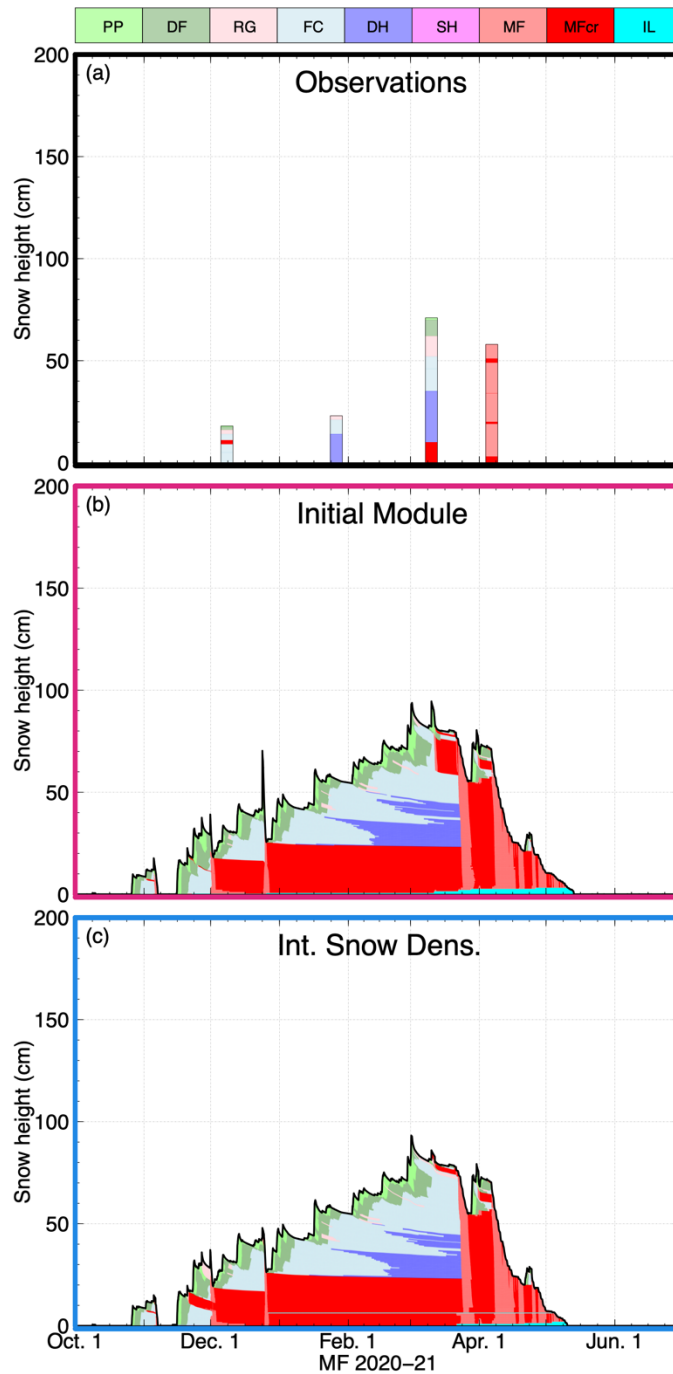 PP DF RG FC DH SH MF MFcr IL
(a) Observations
200
150
100
50
0
Snow height (cm)
(b) Initial Module
200
150
100
50
0
Snow height (cm)
(c) Int. Snow Dens.
200
150
100
50
0
Snow height (cm)
Oct. 1 Dec. 1 Feb. 1 Apr. 1 Jun. 1
MF 2020−21